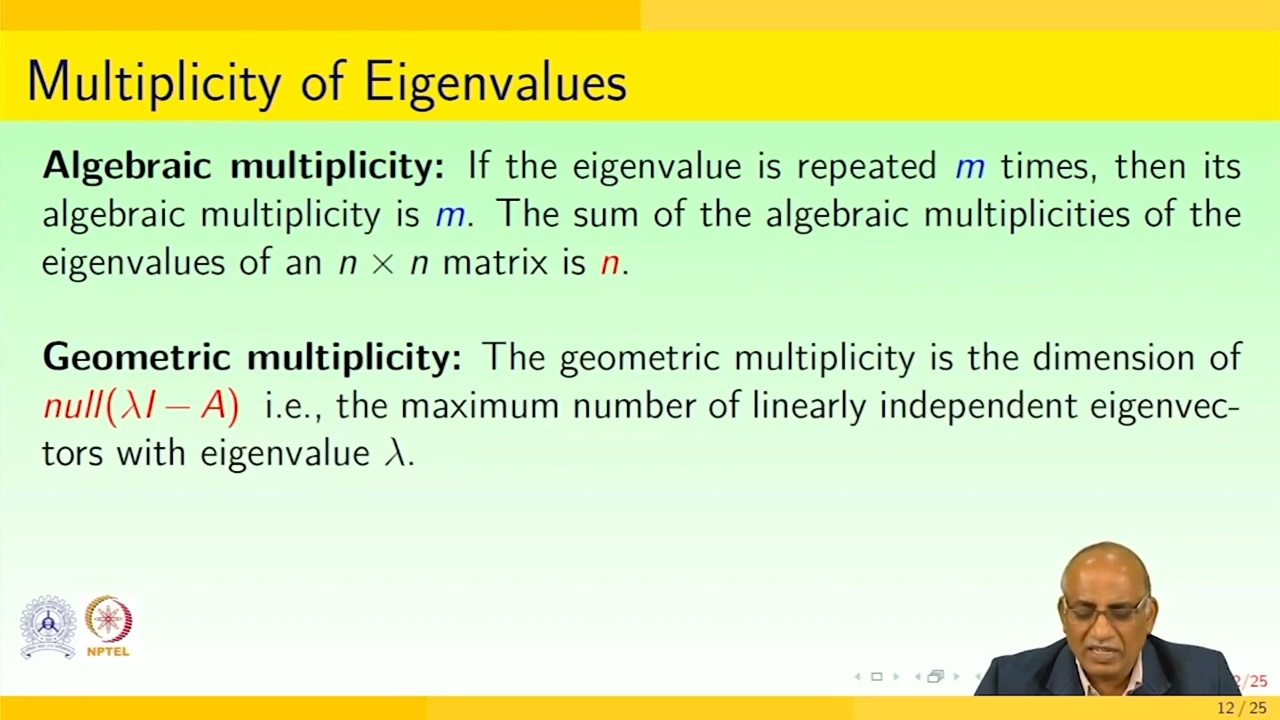 Multiplicity of Eigenvalues
Algebraic multiplicity: If the eigenvalue is repeated m times, then its
algebraic multiplicity is m. The sum of the algebraic multiplicities of the
eigenvalues of an n × n matrix is n.
Geometric multiplicity: The geometric multiplicity is the dimension of
null(λI − A) i.e., the maximum number of linearly independent eigenvec-
tors with eigenvalue λ.
NPTEL
2/25
12 / 25